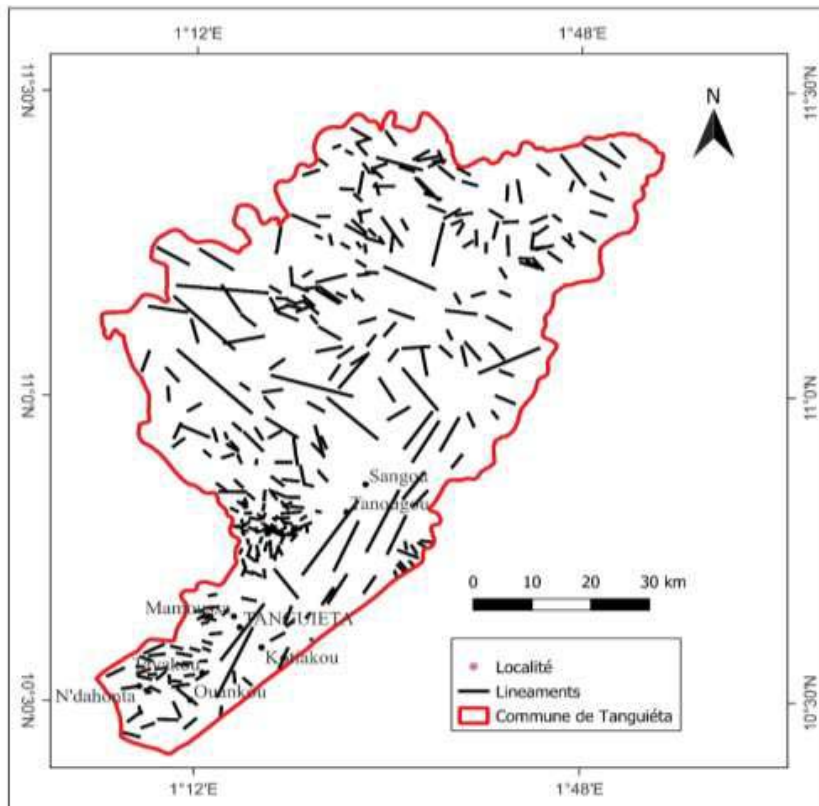 1°12'E
1°48'E
11°30'N
11°30'N
N
11°0'N
11°0'N
Sangou
Tanougou
0 10 20 30 km
TANGUIETA
Kotiakou
Localité
N'dahonta
Ouankou
Lineaments
Commune de Tanguiéta
10°30'N
10°30'N
1°12'E
1°48'E